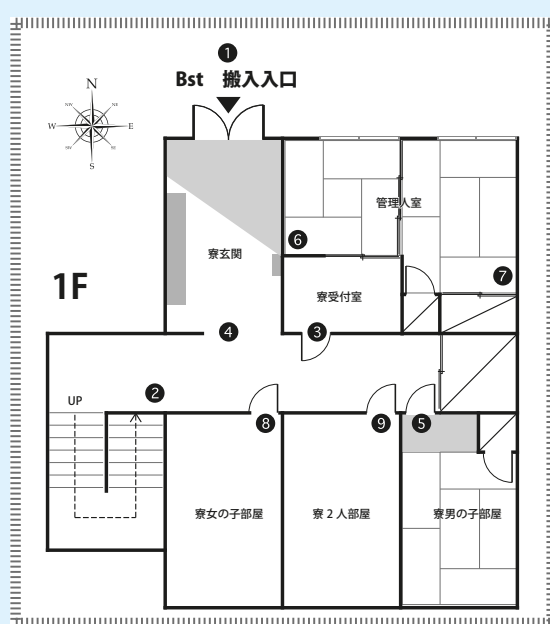 ❶
Bst 搬入入口
N
NW
NE
W
E
SW
SE
S
管理人室
❻
寮玄関
❼
1F
寮受付室
❹
❸
UP
❷
❽
❾
❺
寮女の子部屋
寮2人部屋
寮男の子部屋